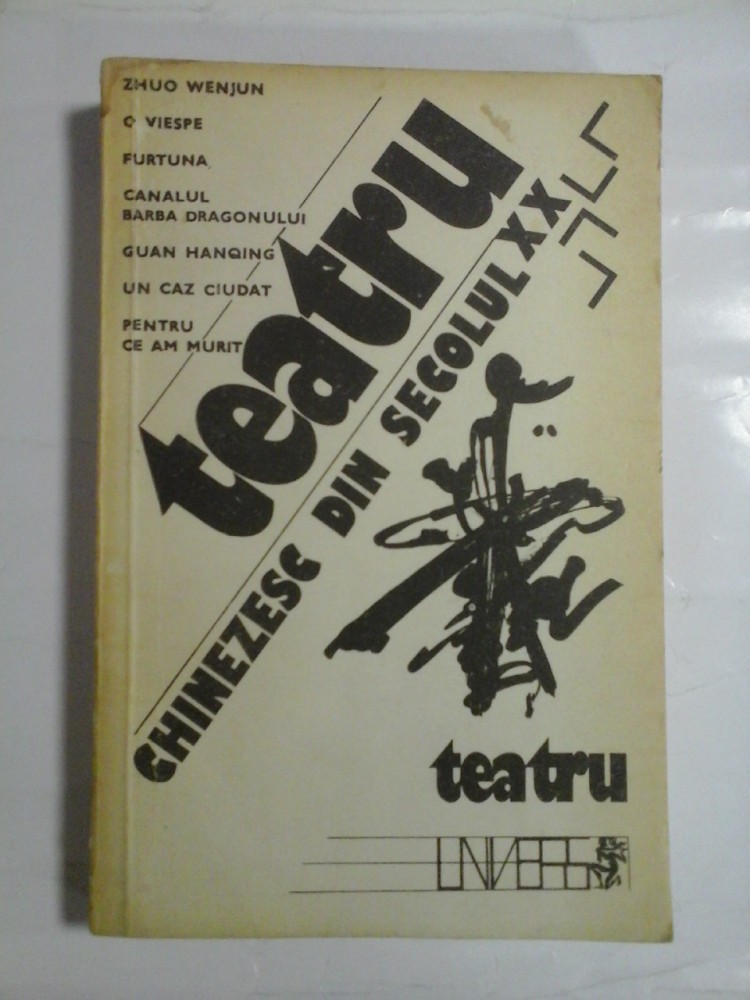 ZHUO WENJUN
O VIESPE
FURTUNA
CANALUL
BARBA DRAGONULUI
GUAN HANQING
UN CAZ CIUDAT
PENTRU
CE AM MURIT
teatru
CHINEZESC DIN SECOLUL XX
teatru
UNIVERS